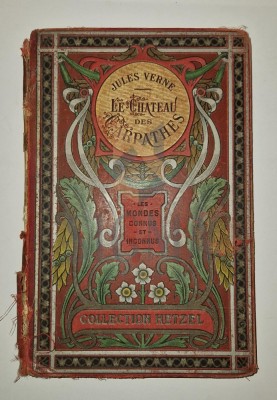 JULES VERNE
LE CHATEAU
DES
CARPATHES
LES
MONDES
CONNUS
ET
INCONNUS
COLLECTION HETZEL